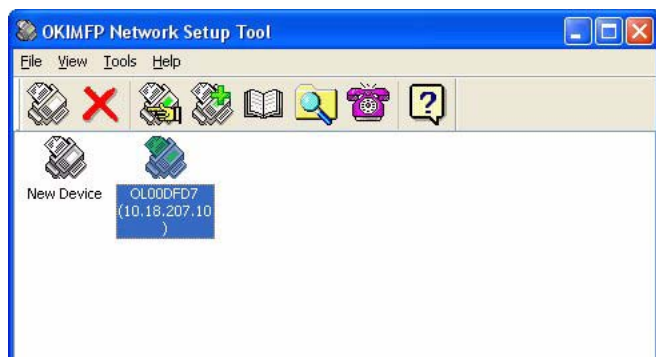 OKIMFP Network Setup Tool
File View Tools Help
New Device
OL00DFD7
(10.18.207.10
)